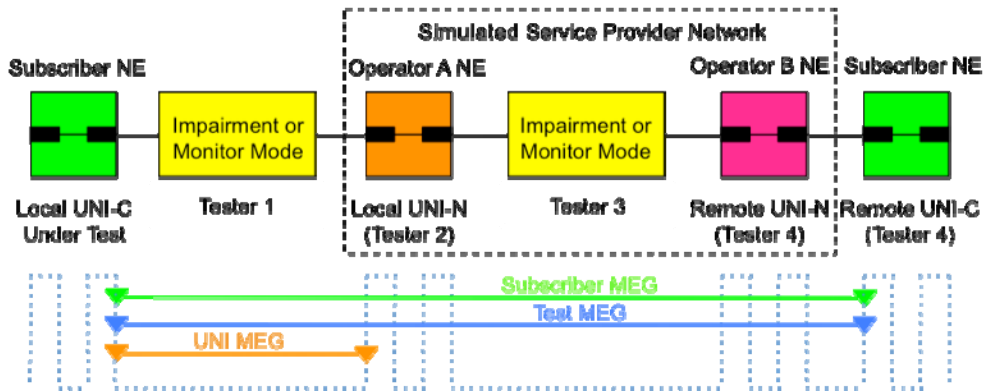 Simulated Service Provider Network
Subscriber NE
Operator A NE
Operator B NE
Subscriber NE
Impairment or
Monitor Mode
Impairment or
Monitor Mode
Local UNI-C
Under Test
Tester 1
Local UNI-N
(Tester 2)
Tester 3
Remote UNI-N
(Tester 4)
Remote UNI-C
(Tester 4)
Subscriber MEG
Test MEG
UNI MEG